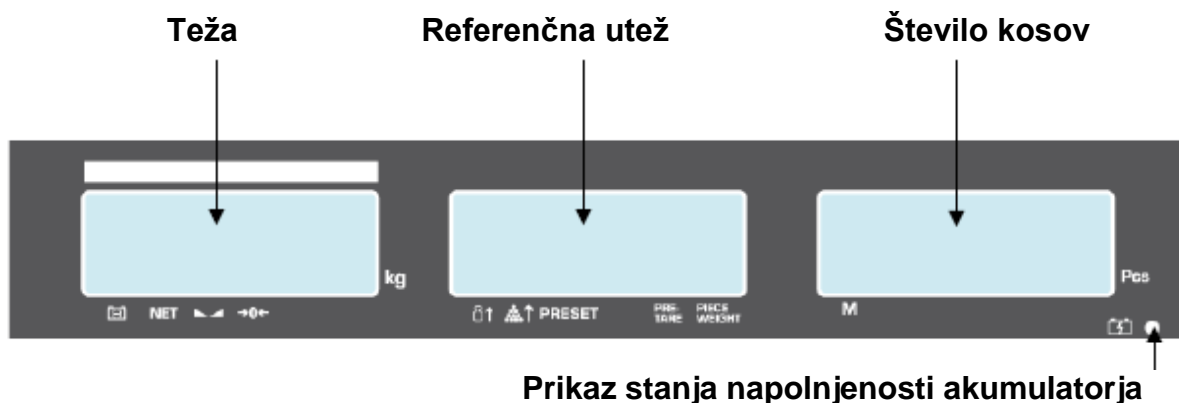 Teža Referenčna utež Število kosov
kg Pcs
NET →0← PRESET PRE- TARE PIECE WEIGHT M
Prikaz stanja napolnjenosti akumulatorja